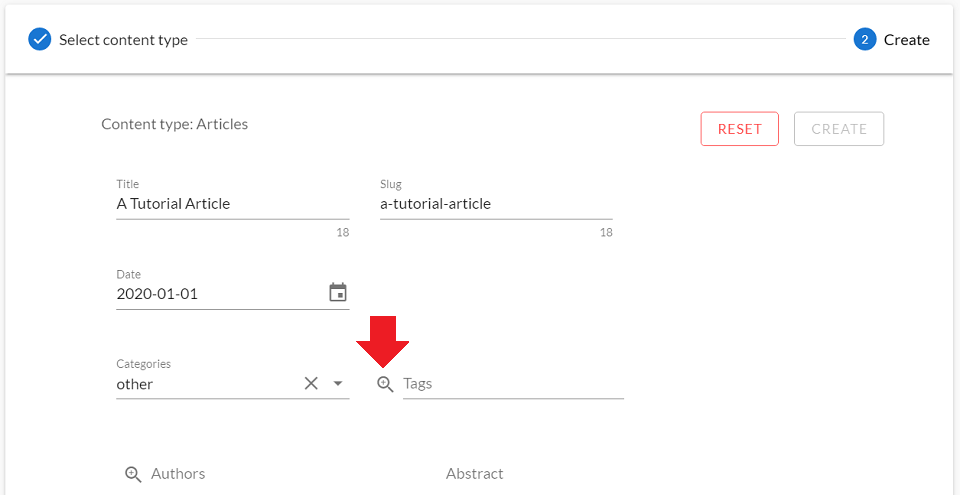 Select content type
2 Create
Content type: Articles
RESET CREATE
Title
A Tutorial Article
18
Slug
a-tutorial-article
18
Date
2020-01-01
Categories
other
Tags
Authors
Abstract